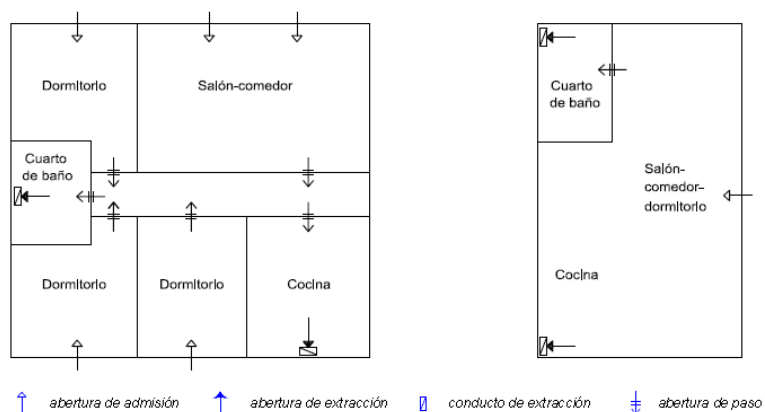 Dormitorio
Salón-comedor
Cuarto
de baño
Dormitorio
Dormitorio
Cocina
Cuarto
de baño
Salón-
comedor-
dormitorio
Cocina
abertura de admisión
abertura de extracción
conducto de extracción
abertura de paso